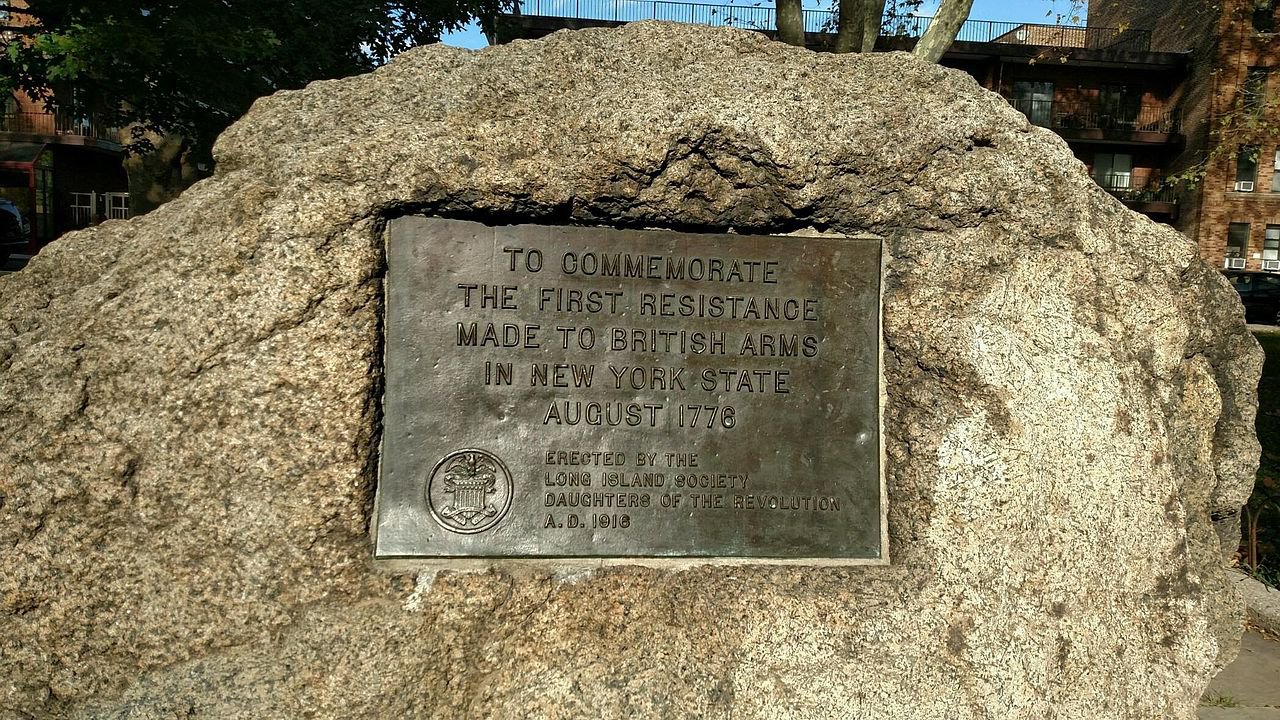 TO COMMEMORATE
THE FIRST RESISTANCE
MADE TO BRITISH ARMS
IN NEW YORK STATE
AUGUST 1776
ERECTED BY THE
LONG ISLAND SOCIETY
DAUGHTERS OF THE REVOLUTION
A. D. 1916